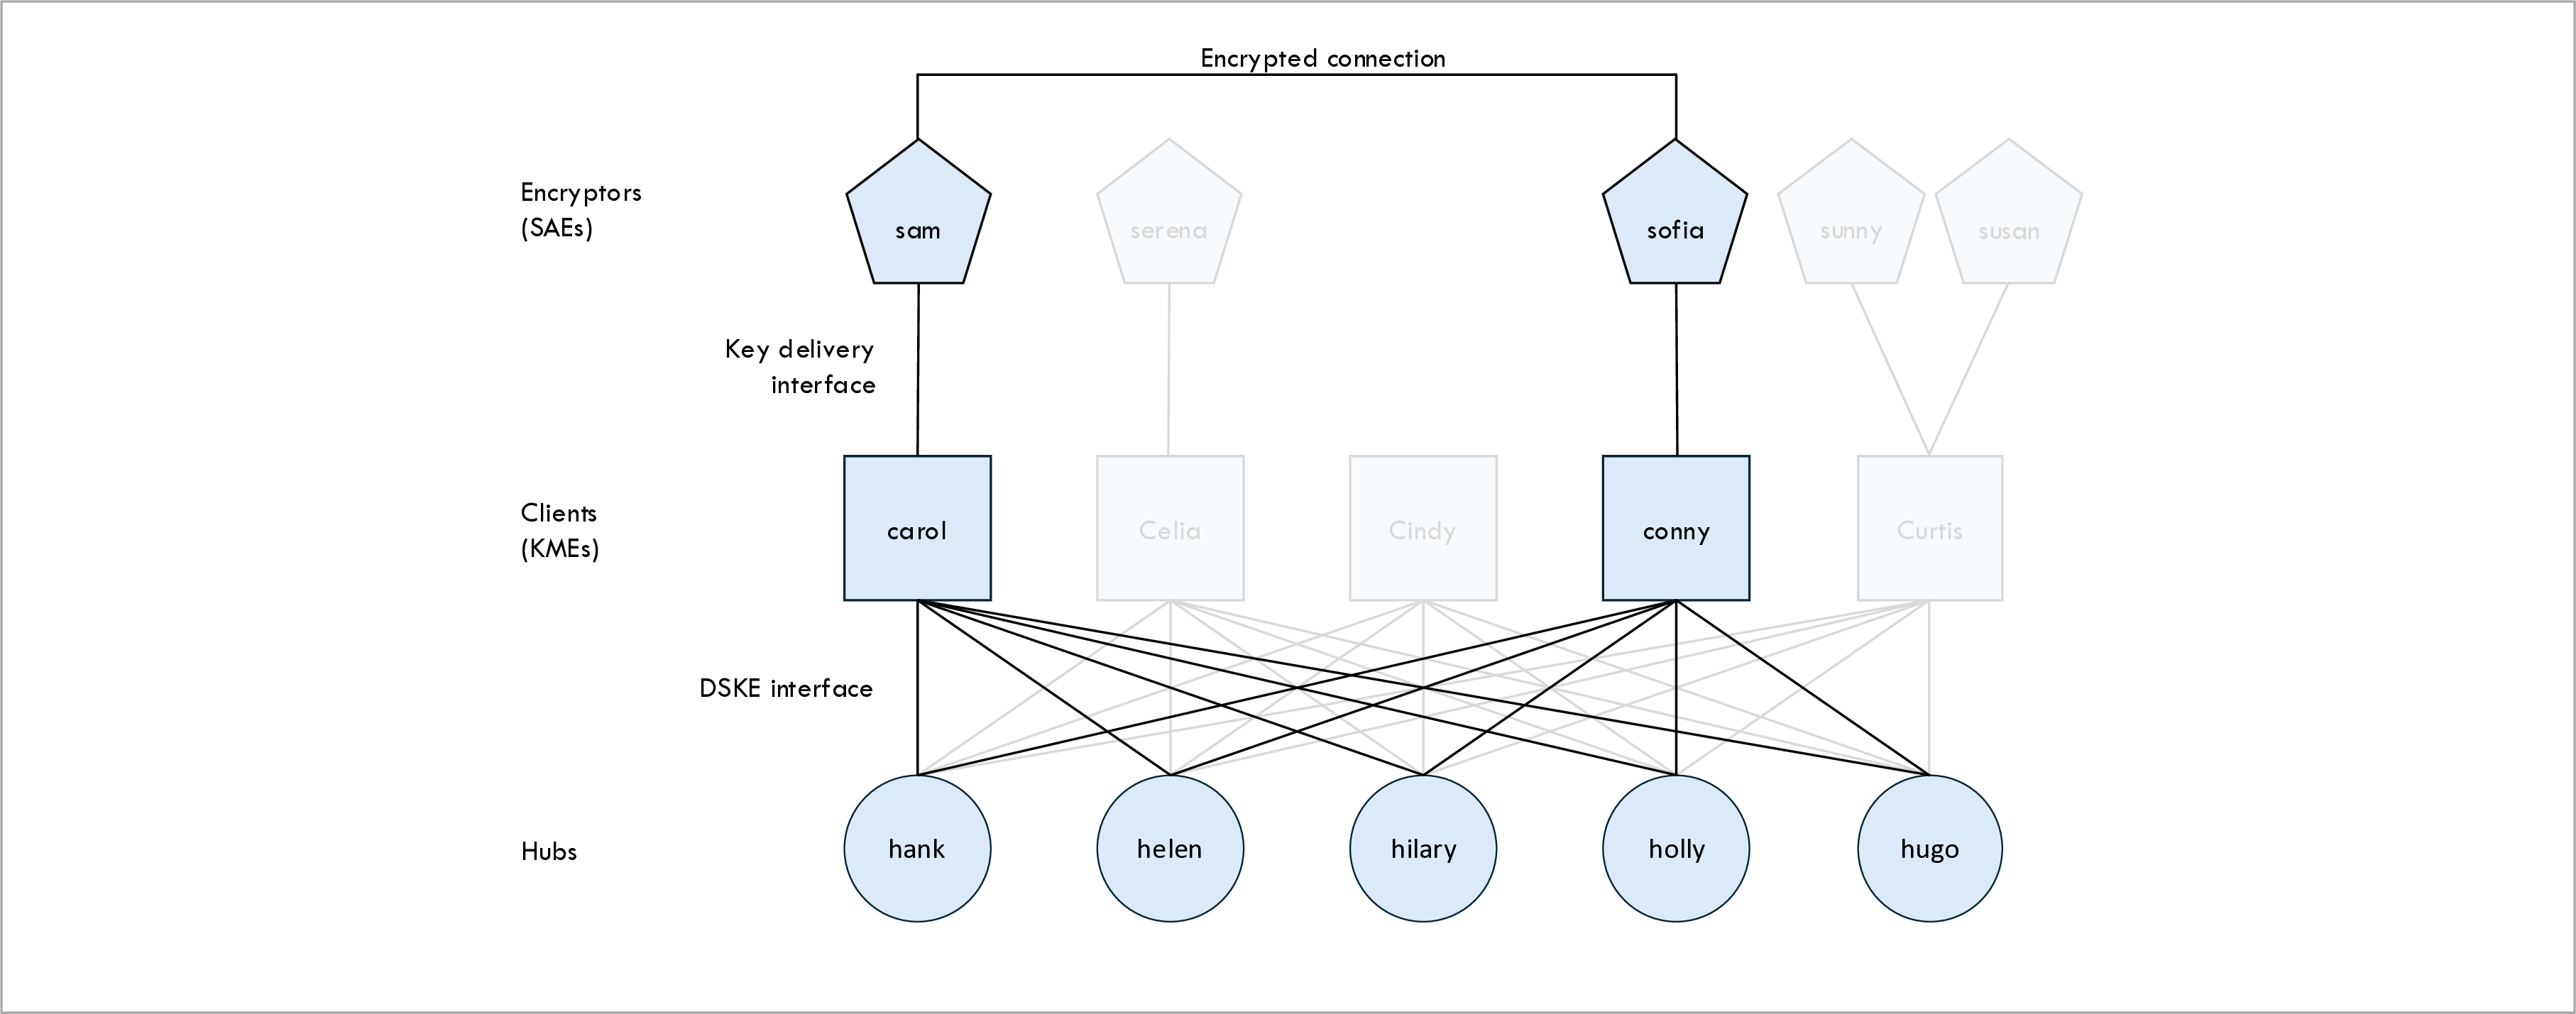 Encrypted connection
Encryptors
(SAEs)
sam
serena
sofia
sunny
susan
Key delivery
interface
Clients
(KMEs)
carol
Celia
Cindy
conny
Curtis
DSKE interface
Hubs
hank
helen
hilary
holly
hugo